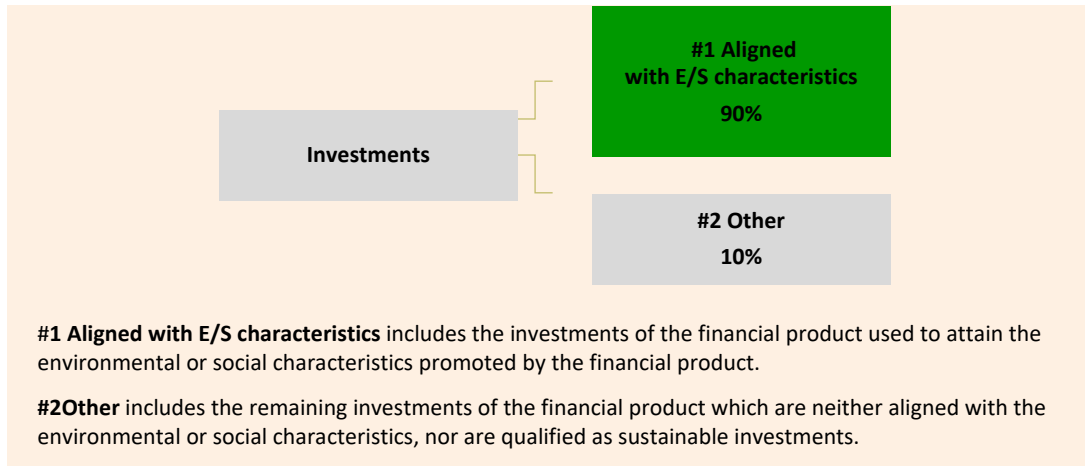 #1 Aligned
with E/S characteristics
90%
Investments
#2 Other
10%
#1 Aligned with E/S characteristics includes the investments of the financial product used to attain the
environmental or social characteristics promoted by the financial product.
#2Other includes the remaining investments of the financial product which are neither aligned with the
environmental or social characteristics, nor are qualified as sustainable investments.